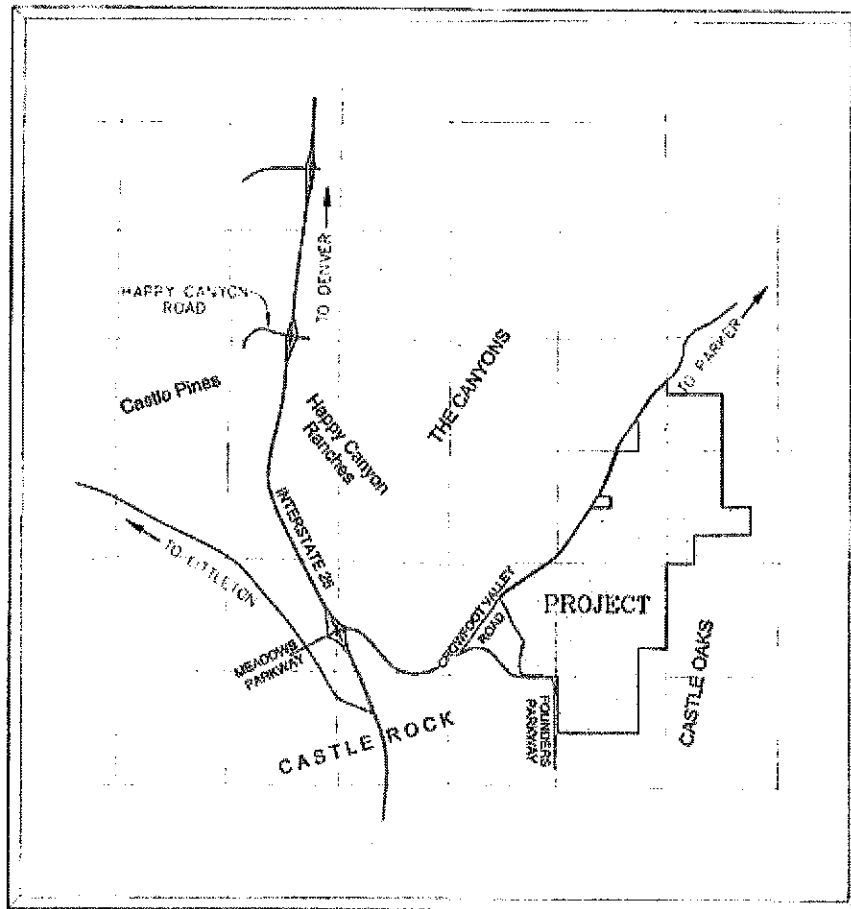 TO DENVER
HAPPY CANYON
ROAD
TO PARKER
Castle Pines
THE CANYONS
Happy Canyon
Ranches
INTERSTATE 25
TO LITTLETON
CROWFOOT VALLEY
ROAD
PROJECT
MEADOWS
PARKWAY
CASTLE OAKS
FOUNDERS
PARKWAY
CASTLE ROCK